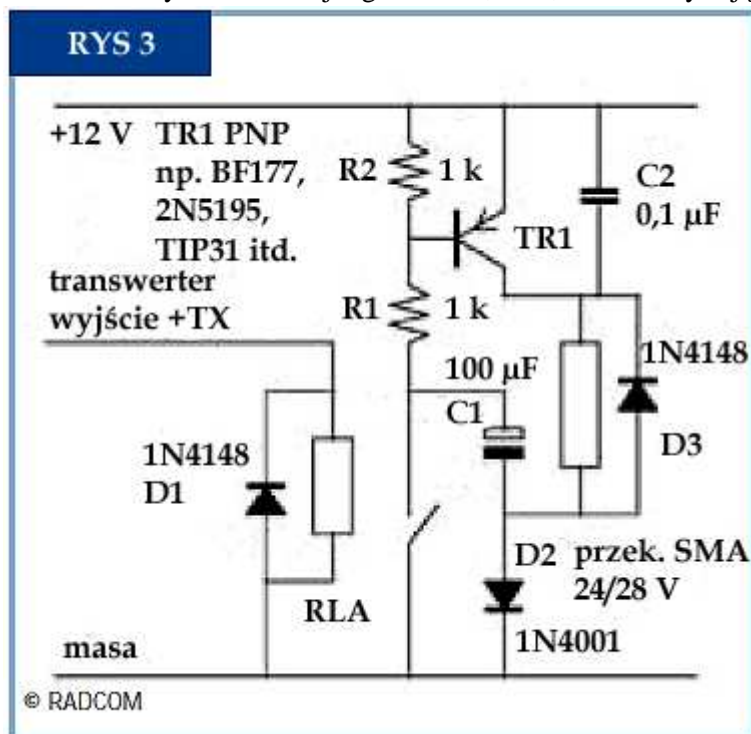 RYS 3
+12 V TR1 PNP
np. BF177,
2N5195,
TIP31 itd.
R2 1 k
C2
0,1 µF
TR1
transwerter
wyjście +TX
R1 1 k
100 µF
C1
1N4148
D3
1N4148
D1
RLA
D2 przek. SMA
24/28 V
1N4001
masa
© RADCOM